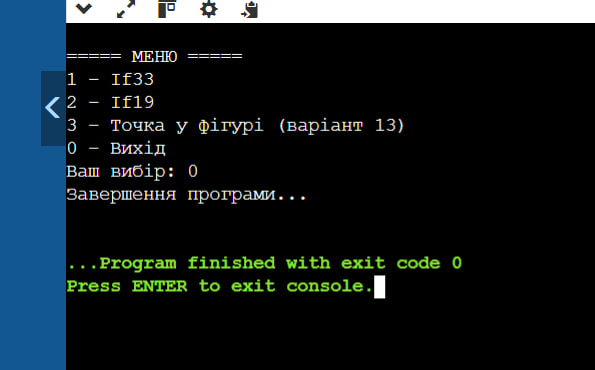 ===== МЕНЮ =====
1 – If33
2 – If19
3 – Точка у фігурі (варіант 13)
0 – Вихід
Ваш вибір: 0
Завершення програми...
...Program finished with exit code 0
Press ENTER to exit console.